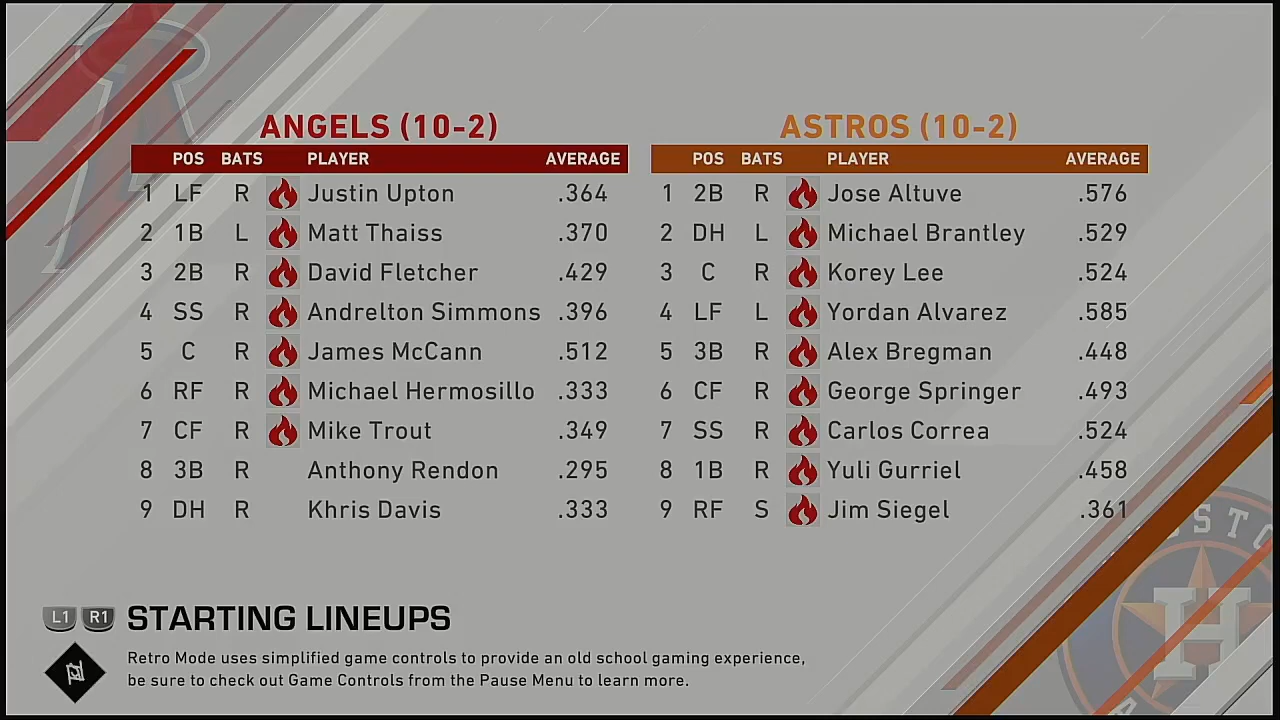 ANGELS (10-2)
POS BATS PLAYER AVERAGE
1 LF R Justin Upton .364
2 1B L Matt Thaiss .370
3 2B R David Fletcher .429
4 SS R Andrelton Simmons .396
5 C R James McCann .512
6 RF R Michael Hermosillo .333
7 CF R Mike Trout .349
8 3B R Anthony Rendon .295
9 DH R Khris Davis .333
ASTROS (10-2)
POS BATS PLAYER AVERAGE
1 2B R Jose Altuve .576
2 DH L Michael Brantley .529
3 C R Korey Lee .524
4 LF L Yordan Alvarez .585
5 3B R Alex Bregman .448
6 CF R George Springer .493
7 SS R Carlos Correa .524
8 1B R Yuli Gurriel .458
9 RF S Jim Siegel .361
STO
H
L1 R1 STARTING LINEUPS
Retro Mode uses simplified game controls to provide an old school gaming experience,
be sure to check out Game Controls from the Pause Menu to learn more.